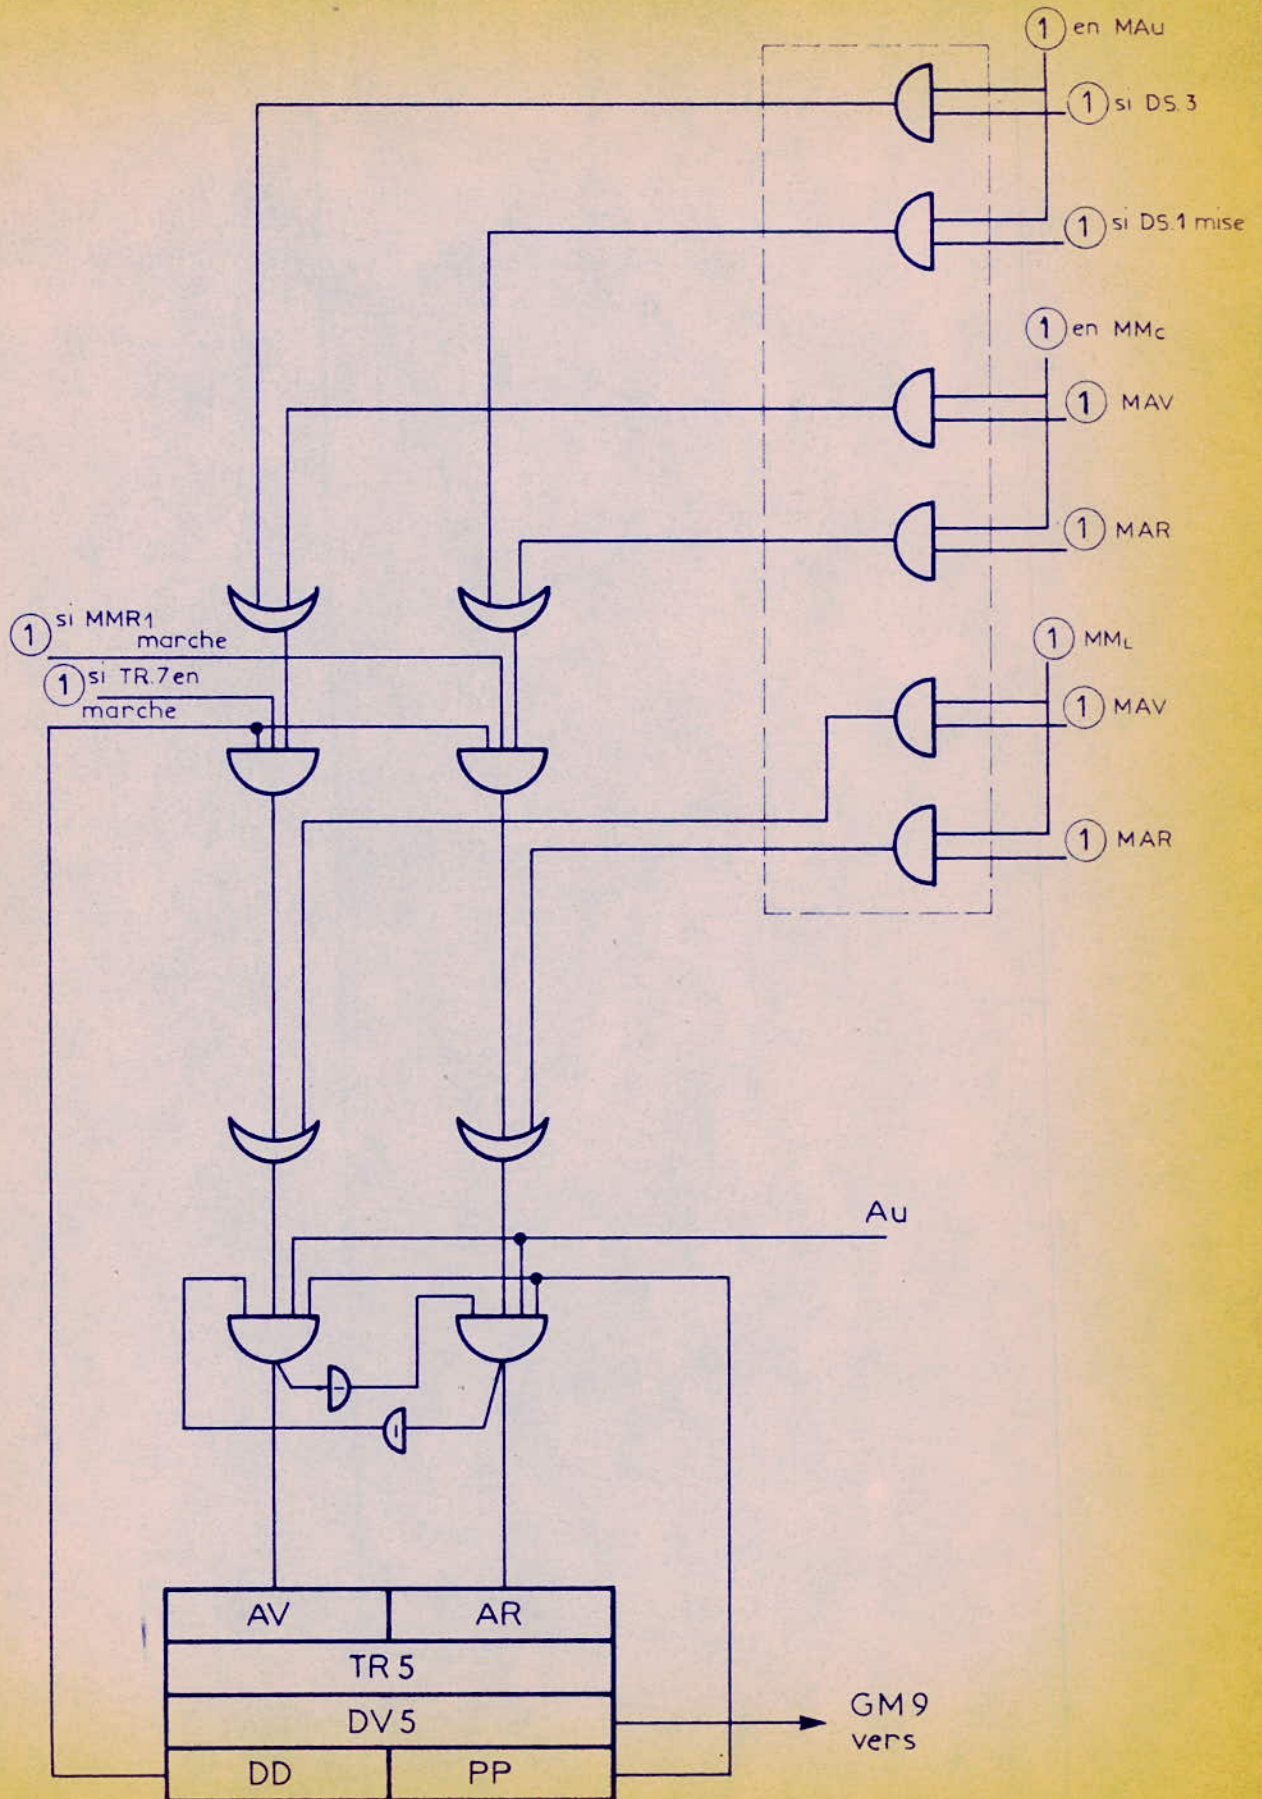 1 en MAu
1 si DS.3
1 si DS.1 mise
1 en MMc
1 MAV
1 MAR
1 si MMR1
marche
1 si TR.7 en
marche
1 MML
1 MAV
1 MAR
Au
AV AR
TR 5
DV 5
DD PP
GM 9
vers